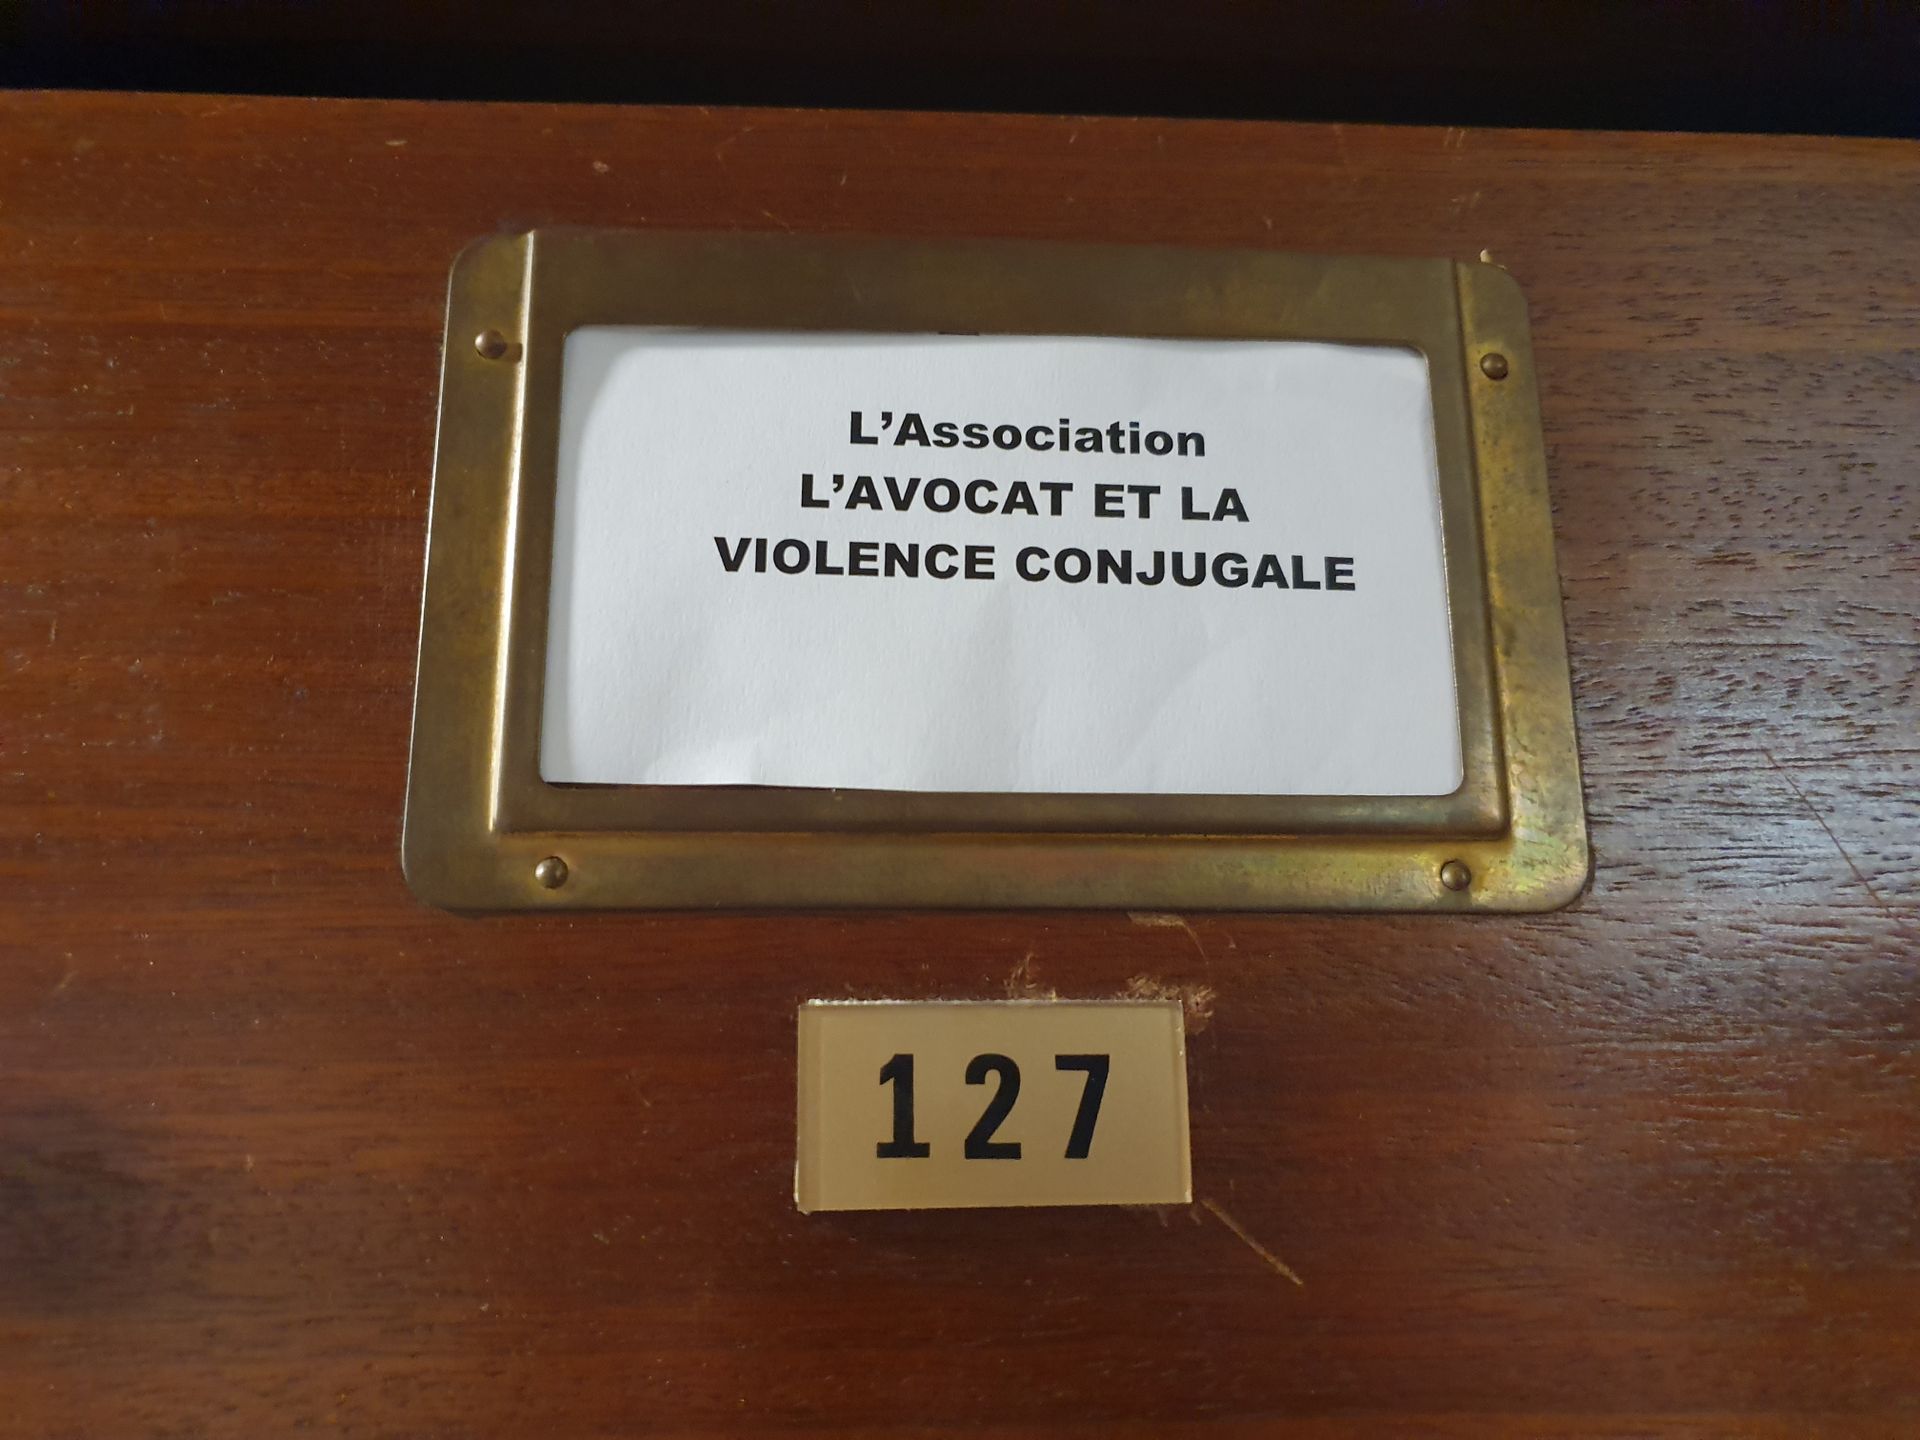 L’Association
L’AVOCAT ET LA
VIOLENCE CONJUGALE
127